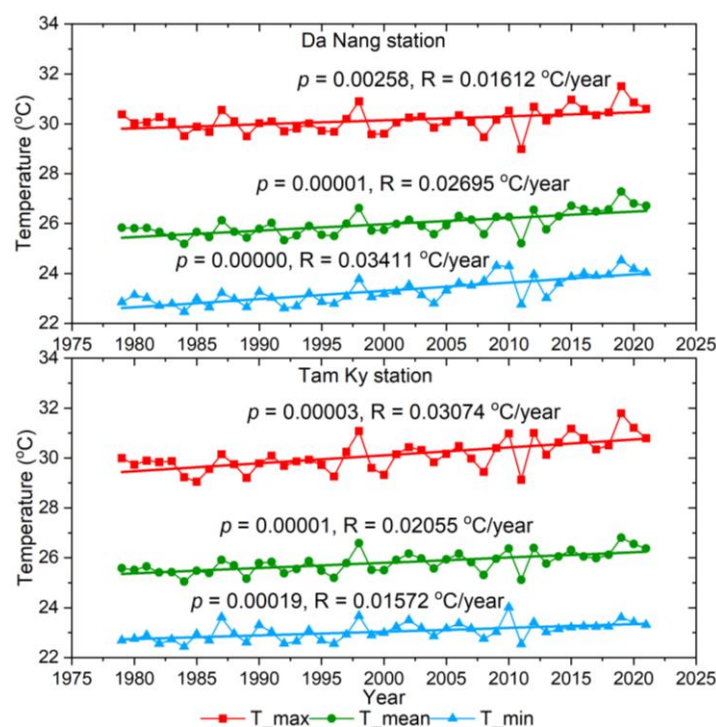 34
32
30
28
26
24
22
Temperature (°C)
Da Nang station
p = 0.00258, R = 0.01612 °C/year
p = 0.00001, R = 0.02695 °C/year
p = 0.00000, R = 0.03411 °C/year
1975 1980 1985 1990 1995 2000 2005 2010 2015 2020 2025
34
32
30
28
26
24
22
Temperature (°C)
Tam Ky station
p = 0.00003, R = 0.03074 °C/year
p = 0.00001, R = 0.02055 °C/year
p = 0.00019, R = 0.01572 °C/year
1975 1980 1985 1990 1995 2000 2005 2010 2015 2020 2025
Year
T_max T_mean T_min